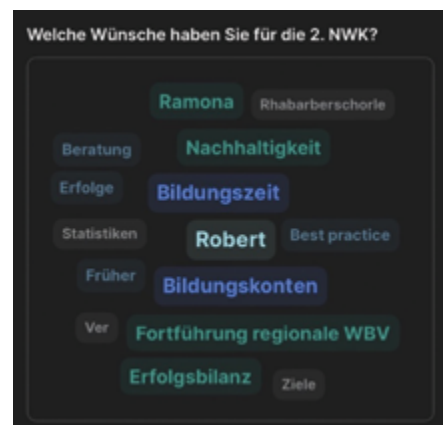 Welche Wünsche haben Sie für die 2. NWK?
Ramona Rhabarberschorle
Beratung Nachhaltigkeit
Erfolge Bildungszeit
Statistiken Robert Best practice
Früher Bildungskonten
Ver Fortführung regionale WBV
Erfolgsbilanz Ziele